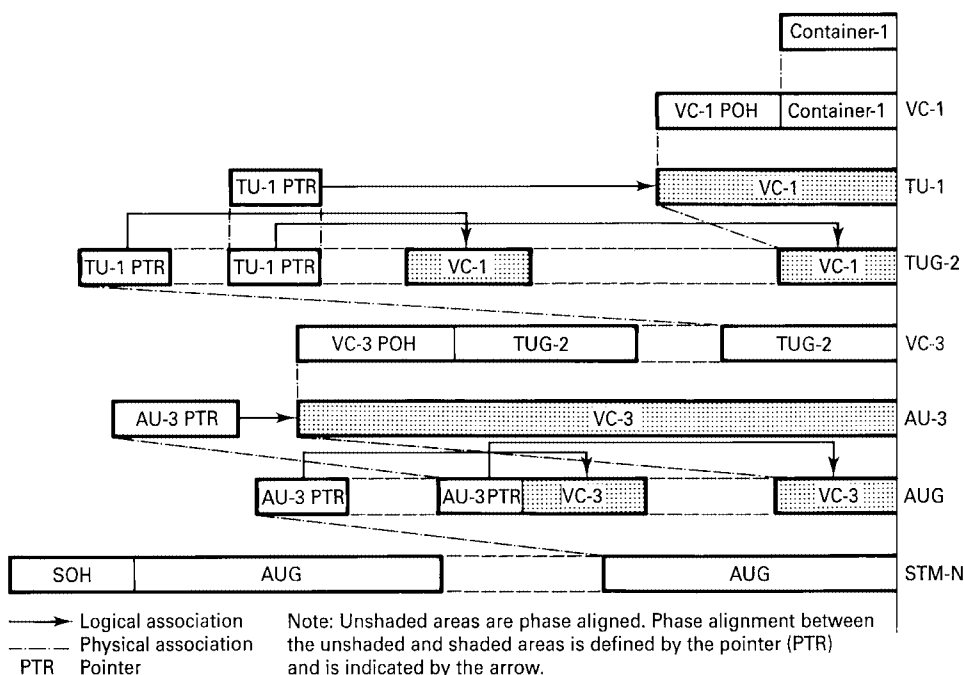 Container-1
VC-1 POH Container-1 VC-1
TU-1 PTR VC-1 TU-1
TU-1 PTR TU-1 PTR VC-1 VC-1 TUG-2
VC-3 POH TUG-2 TUG-2 VC-3
AU-3 PTR VC-3 AU-3
AU-3 PTR AU-3 PTR VC-3 VC-3 AUG
SOH AUG AUG STM-N
Logical association
Physical association
PTR Pointer
Note: Unshaded areas are phase aligned. Phase alignment between
the unshaded and shaded areas is defined by the pointer (PTR)
and is indicated by the arrow.